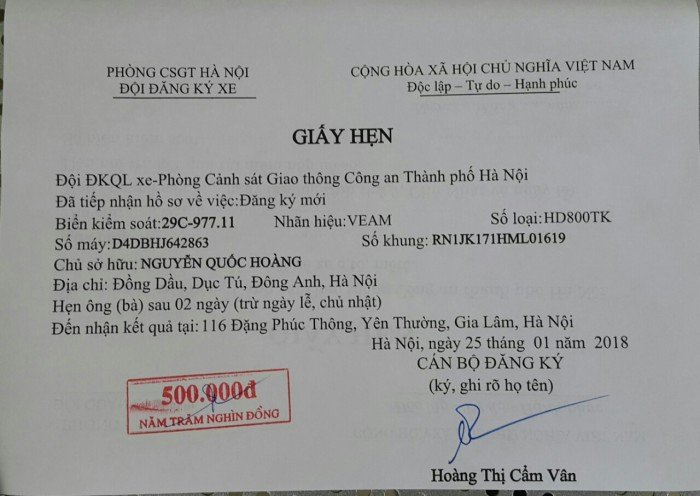 PHÒNG CSGT HÀ NỘI
ĐỘI ĐĂNG KÝ XE
CỘNG HÒA XÃ HỘI CHỦ NGHĨA VIỆT NAM
Độc lập – Tự do – Hạnh phúc
GIẤY HẸN
Đội ĐKQL xe-Phòng Cảnh sát Giao thông Công an Thành phố Hà Nội
Đã tiếp nhận hồ sơ về việc:Đăng ký mới
Biển kiểm soát:29C-977.11 Nhãn hiệu:VEAM Số loại:HD800TK
Số máy:D4DBHJ642863 Số khung: RN1JK171HML01619
Chủ sở hữu: NGUYỄN QUỐC HOÀNG
Địa chỉ: Đồng Dầu, Dục Tú, Đông Anh, Hà Nội
Hẹn ông (bà) sau 02 ngày (trừ ngày lễ, chủ nhật)
Đến nhận kết quả tại: 116 Đặng Phúc Thông, Yên Thường, Gia Lâm, Hà Nội
Hà Nội, ngày 25 tháng 01 năm 2018
CÁN BỘ ĐĂNG KÝ
(ký, ghi rõ họ tên)
500.000đ
NĂM TRĂM NGHÌN ĐỒNG
Hoàng Thị Cẩm Vân